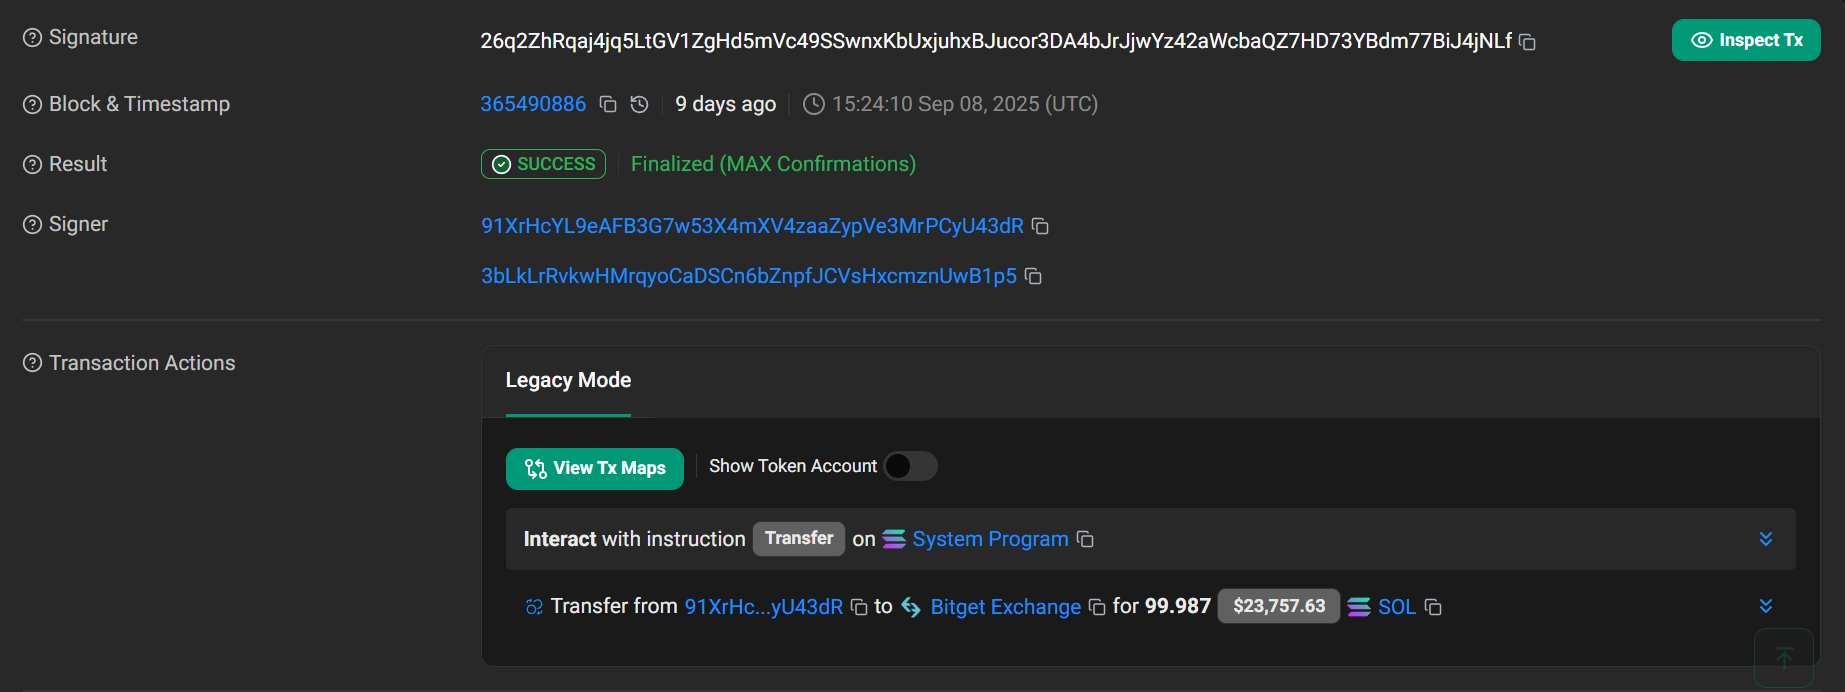 Signature
26q2ZhRqaj4jq5LtGV1ZgHd5mVc49SSwnxKbUxjuhxBJucor3DA4bJrJjwYz42aWcbaQZ7HD73YBdm77BiJ4jNLf
Inspect Tx
Block & Timestamp
365490886 9 days ago 15:24:10 Sep 08, 2025 (UTC)
Result
SUCCESS Finalized (MAX Confirmations)
Signer
91XrHcYL9eAFB3G7w53X4mXV4zaaZypVe3MrPCyU43dR
3bLkLrRvkwHMrqyoCaDSCn6bZnpfJCVsHxcmznUwB1p5
Transaction Actions
Legacy Mode
View Tx Maps Show Token Account
Interact with instruction Transfer on System Program
Transfer from 91XrHc...yU43dR to Bitget Exchange for 99.987 $23,757.63 SOL